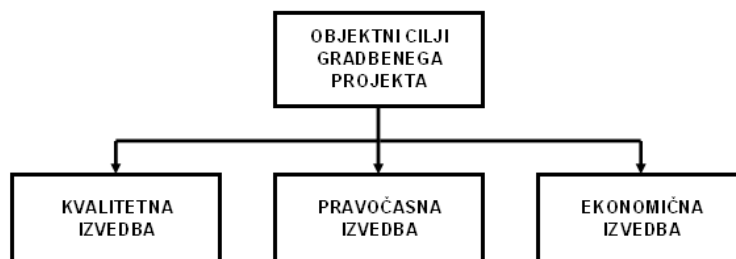 OBJEKTNI CILJI
GRADBENEGA
PROJEKTA
KVALITETNA
IZVEDBA
PRAVOČASNA
IZVEDBA
EKONOMIČNA
IZVEDBA